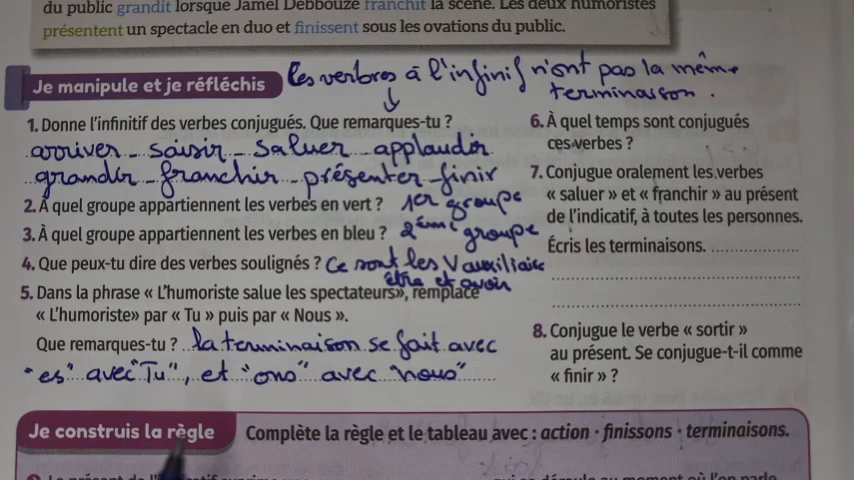 du public grandit lorsque Jamel Debbouze franchit la scène. Les deux humoristes
présentent un spectacle en duo et finissent sous les ovations du public.
Je manipule et je réfléchis
les verbres à l'infinif n'ont pas la même
terminaison.
1. Donne l'infinitif des verbes conjugués. Que remarques-tu ?
arriver - saisir - saluer - applaudir
grandir - franchir - présenter - finir
2. À quel groupe appartiennent les verbes en vert ? 1er groupe
3. À quel groupe appartiennent les verbes en bleu ? 2ème groupe
4. Que peux-tu dire des verbes soulignés ? Ce sont les V auxiliaire
être et avoir
5. Dans la phrase « L'humoriste salue les spectateurs», remplace
« L'humoriste» par « Tu » puis par « Nous ».
Que remarques-tu ? la terminaison se fait avec
"es" avec "Tu", et "ons" avec "nous"
6. À quel temps sont conjugués
ces verbes ?
7. Conjugue oralement les verbes
« saluer » et « franchir » au présent
de l'indicatif, à toutes les personnes.
Écris les terminaisons.
8. Conjugue le verbe « sortir »
au présent. Se conjugue-t-il comme
« finir » ?
Je construis la règle
Complète la règle et le tableau avec : action · finissons · terminaisons.